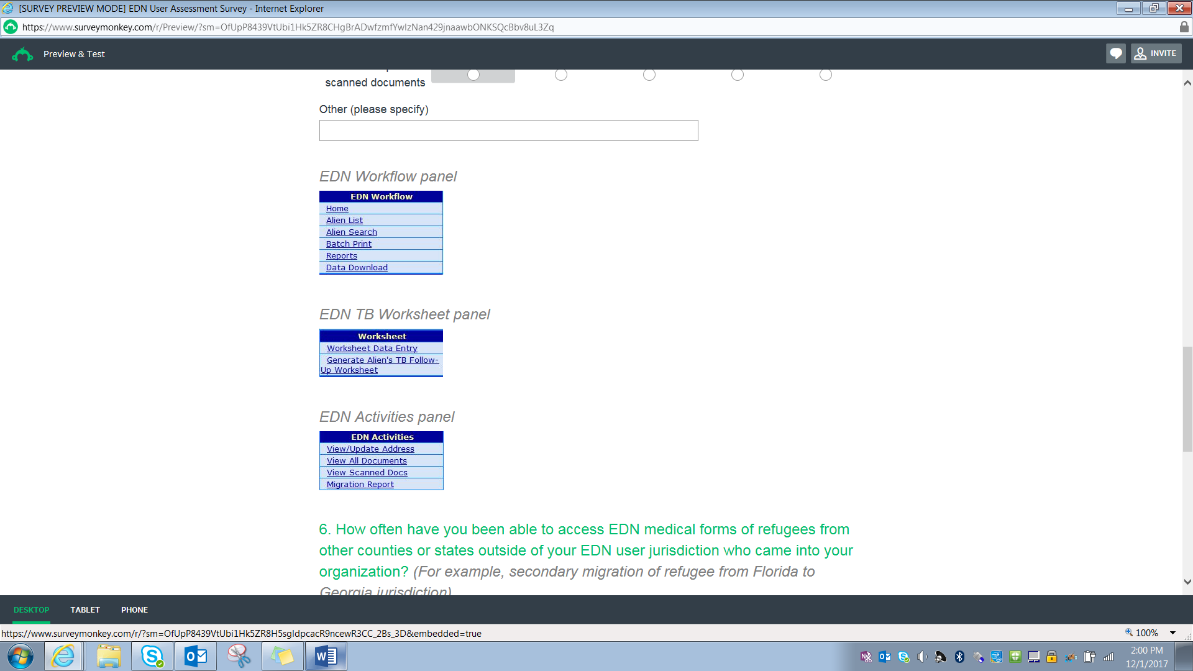 [SURVEY PREVIEW MODE] EDN User Assessment Survey - Internet Explorer
https://www.surveymonkey.com/r/Preview/?sm=OfUpP8439VtUbi1Hk5ZR8CHgBrADwfzmfYwIzNan429jnaawbONKSQcBbv8uL3Zq
Preview & Test
INVITE
scanned documents
Other (please specify)
EDN Workflow panel
EDN Workflow
Home
Alien List
Alien Search
Batch Print
Reports
Data Download
EDN TB Worksheet panel
Worksheet
Worksheet Data Entry
Generate Alien's TB Follow-
Up Worksheet
EDN Activities panel
EDN Activities
View/Update Address
View All Documents
View Scanned Docs
Migration Report
6. How often have you been able to access EDN medical forms of refugees from
other counties or states outside of your EDN user jurisdiction who came into your
organization? (For example, secondary migration of refugee from Florida to
Georgia jurisdiction)
DESKTOP TABLET PHONE
https://www.surveymonkey.com/r/?sm=OfUpP8439VtUbi1Hk5ZR8H5sgIdpcacR9ncewR3CC_2Bs_3D&embedded=true
100%
2:00 PM
12/1/2017